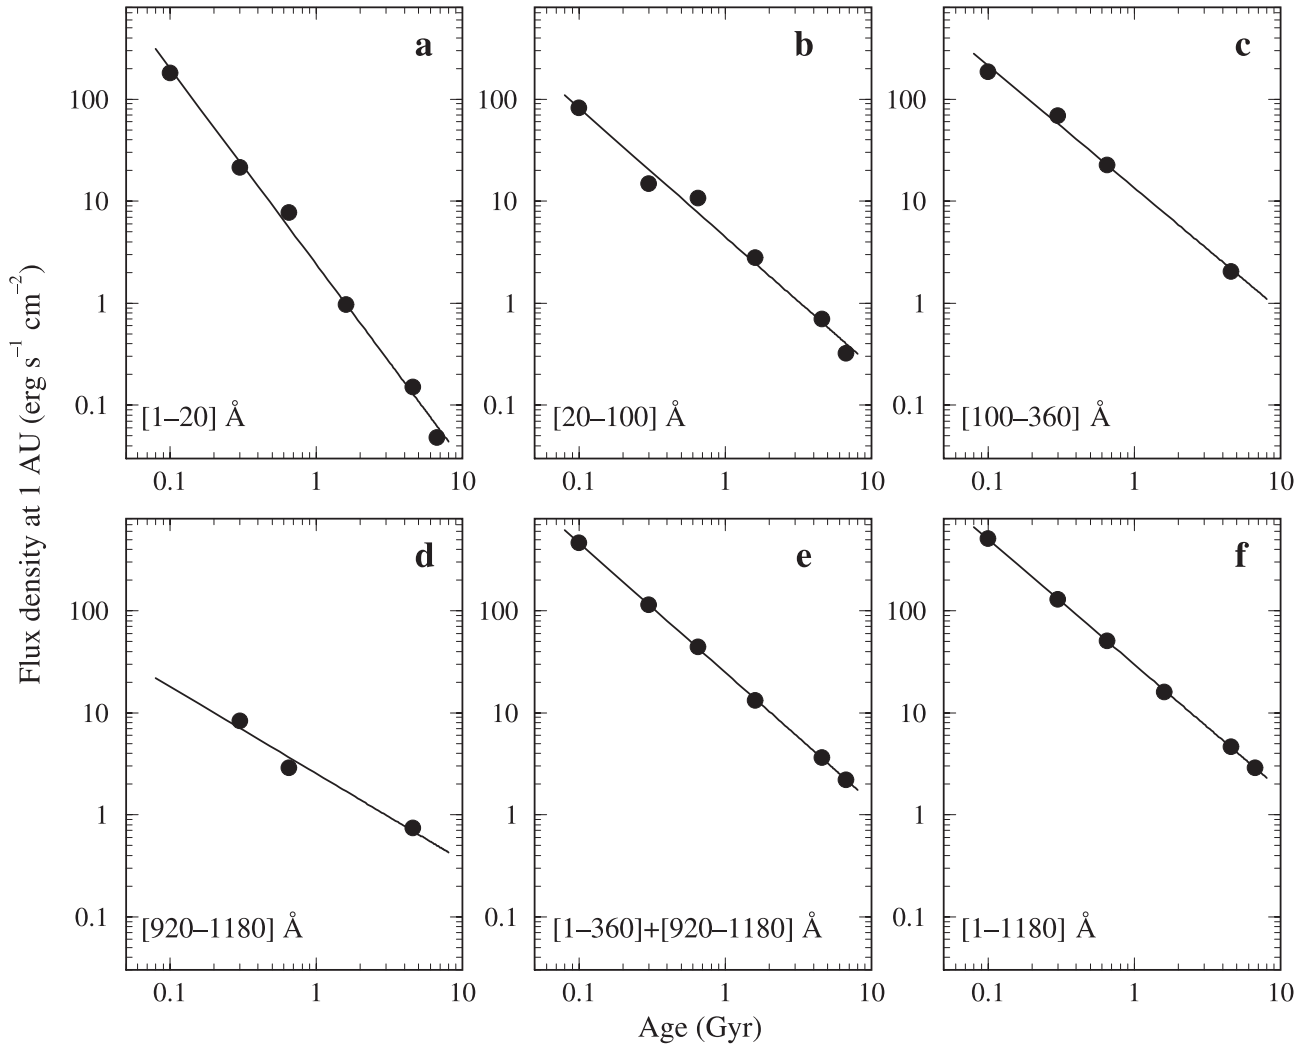 a
b
c
100
10
1
0.1
100
10
1
0.1
100
10
1
0.1
[1–20] Å
[20–100] Å
[100–360] Å
0.1 1 10
0.1 1 10
0.1 1 10
Flux density at 1 AU (erg s⁻¹ cm⁻²)
d
e
f
100
10
1
0.1
100
10
1
0.1
100
10
1
0.1
[920–1180] Å
[1–360]+[920–1180] Å
[1–1180] Å
0.1 1 10
0.1 1 10
0.1 1 10
Age (Gyr)